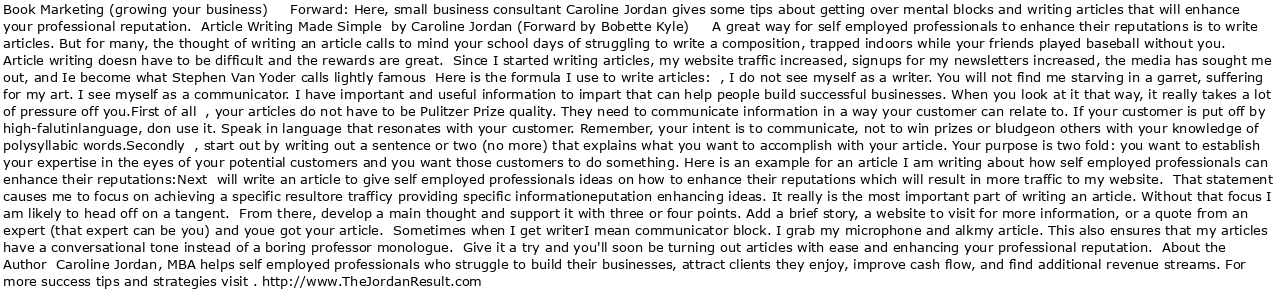 Book Marketing (growing your business)     Forward: Here, small business consultant Caroline Jordan gives some tips about getting over mental blocks and writing articles that will enhance
your professional reputation.  Article Writing Made Simple  by Caroline Jordan (Forward by Bobette Kyle)     A great way for self employed professionals to enhance their reputations is to write
articles. But for many, the thought of writing an article calls to mind your school days of struggling to write a composition, trapped indoors while your friends played baseball without you.
Article writing doesn have to be difficult and the rewards are great.  Since I started writing articles, my website traffic increased, signups for my newsletters increased, the media has sought me
out, and Ie become what Stephen Van Yoder calls lightly famous  Here is the formula I use to write articles:  , I do not see myself as a writer. You will not find me starving in a garret, suffering
for my art. I see myself as a communicator. I have important and useful information to impart that can help people build successful businesses. When you look at it that way, it really takes a lot
of pressure off you.First of all  , your articles do not have to be Pulitzer Prize quality. They need to communicate information in a way your customer can relate to. If your customer is put off by
high-falutinlanguage, don use it. Speak in language that resonates with your customer. Remember, your intent is to communicate, not to win prizes or bludgeon others with your knowledge of
polysyllabic words.Secondly  , start out by writing out a sentence or two (no more) that explains what you want to accomplish with your article. Your purpose is two fold: you want to establish
your expertise in the eyes of your potential customers and you want those customers to do something. Here is an example for an article I am writing about how self employed professionals can
enhance their reputations:Next  will write an article to give self employed professionals ideas on how to enhance their reputations which will result in more traffic to my website.  That statement
causes me to focus on achieving a specific resultore trafficy providing specific informationeputation enhancing ideas. It really is the most important part of writing an article. Without that focus I
am likely to head off on a tangent.  From there, develop a main thought and support it with three or four points. Add a brief story, a website to visit for more information, or a quote from an
expert (that expert can be you) and youe got your article.  Sometimes when I get writerI mean communicator block. I grab my microphone and alkmy article. This also ensures that my articles
have a conversational tone instead of a boring professor monologue.  Give it a try and you'll soon be turning out articles with ease and enhancing your professional reputation.  About the
Author  Caroline Jordan, MBA helps self employed professionals who struggle to build their businesses, attract clients they enjoy, improve cash flow, and find additional revenue streams. For
more success tips and strategies visit . http://www.TheJordanResult.com